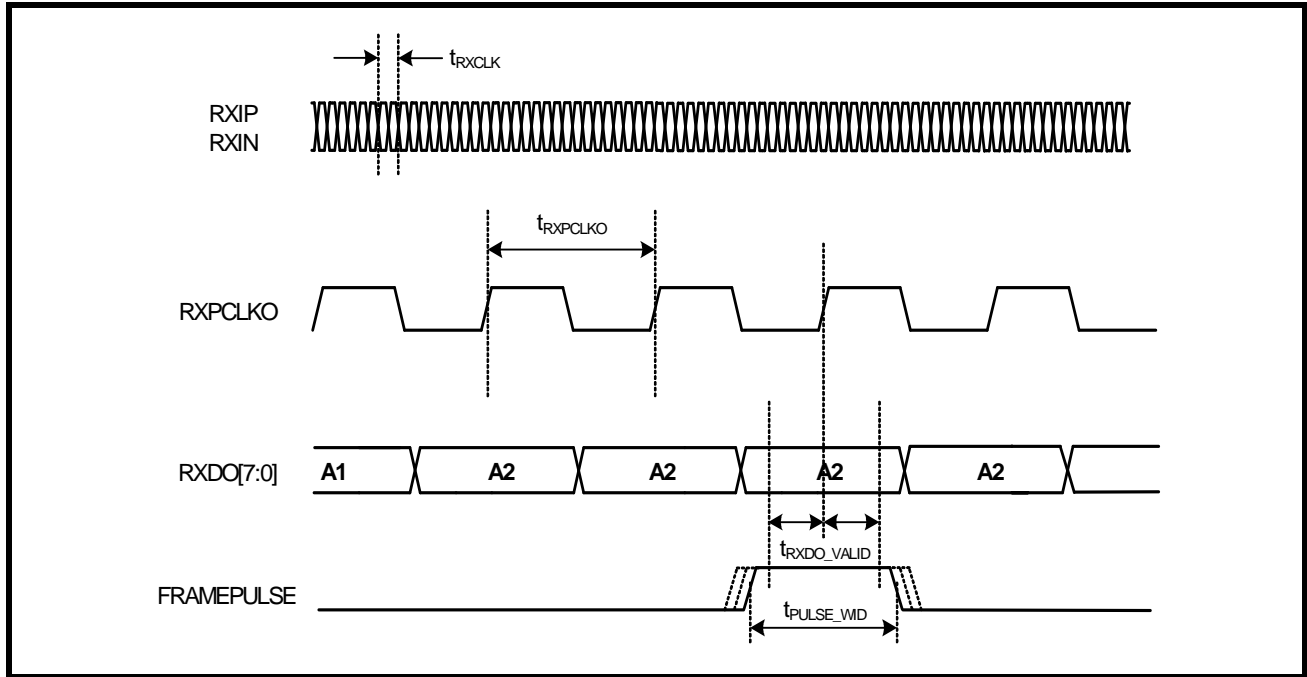 tRXCLK
RXIP
RXIN
tRXPCLKO
RXPCLKO
RXDO[7:0] A1 A2 A2 A2 A2
tRXDO_VALID
FRAMEPULSE
tPULSE_WID